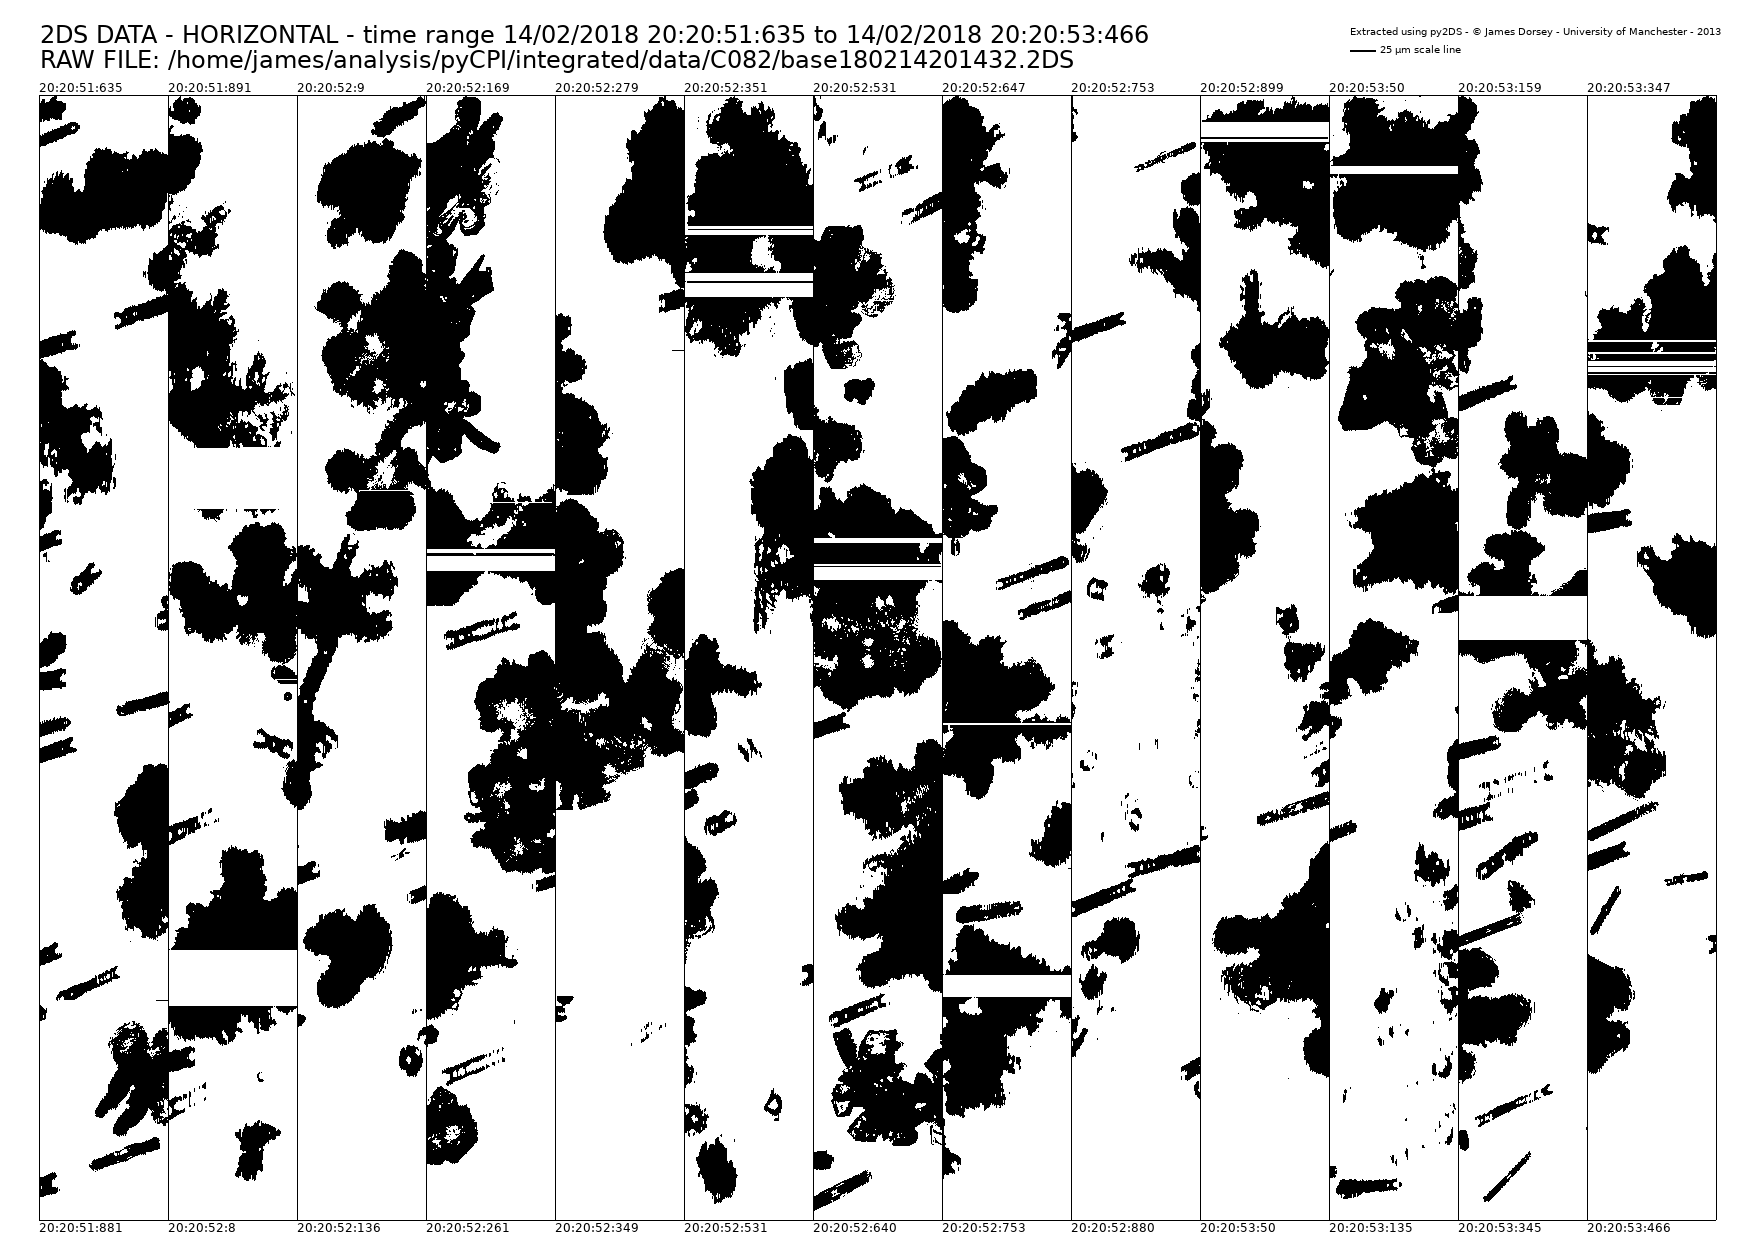 2DS DATA - HORIZONTAL - time range 14/02/2018 20:20:51:635 to 14/02/2018 20:20:53:466
RAW FILE: /home/james/analysis/pyCPI/integrated/data/C082/base180214201432.2DS
Extracted using py2DS - © James Dorsey - University of Manchester - 2013
25 µm scale line
20:20:51:635 20:20:51:891 20:20:52:9 20:20:52:169 20:20:52:279 20:20:52:351 20:20:52:531 20:20:52:647 20:20:52:753 20:20:52:899 20:20:53:50 20:20:53:159 20:20:53:347
20:20:51:881 20:20:52:8 20:20:52:136 20:20:52:261 20:20:52:349 20:20:52:531 20:20:52:640 20:20:52:753 20:20:52:880 20:20:53:50 20:20:53:135 20:20:53:345 20:20:53:466